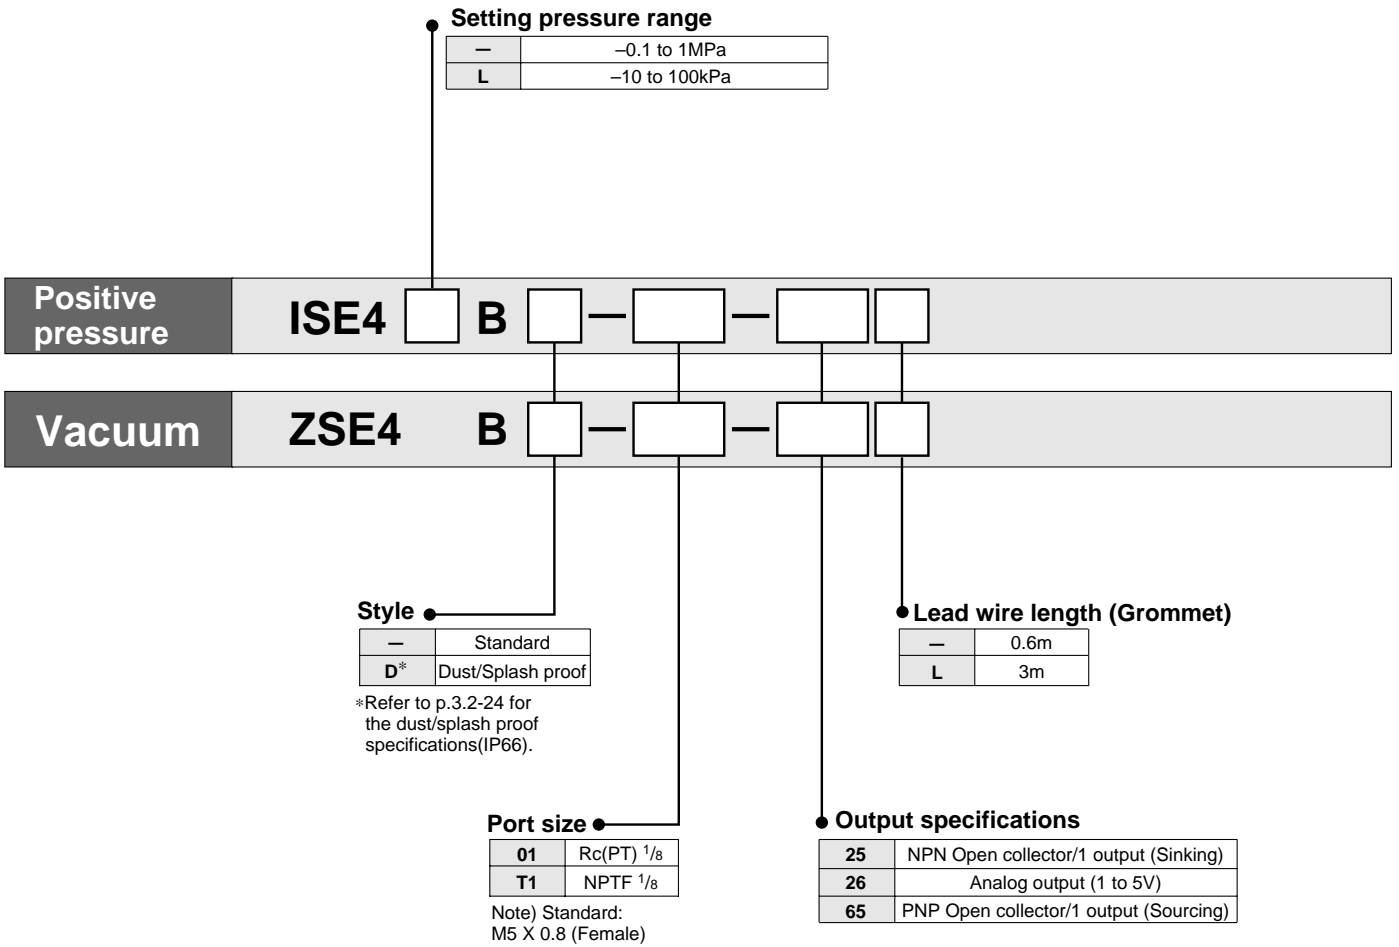 Setting pressure range
— –0.1 to 1MPa
L –10 to 100kPa
Positive
pressure
ISE4 B — —
Vacuum
ZSE4 B — —
Style
— Standard
D* Dust/Splash proof
*Refer to p.3.2-24 for
the dust/splash proof
specifications(IP66).
Lead wire length (Grommet)
— 0.6m
L 3m
Port size
01 Rc(PT) 1/8
T1 NPTF 1/8
Note) Standard:
M5 X 0.8 (Female)
Output specifications
25 NPN Open collector/1 output (Sinking)
26 Analog output (1 to 5V)
65 PNP Open collector/1 output (Sourcing)